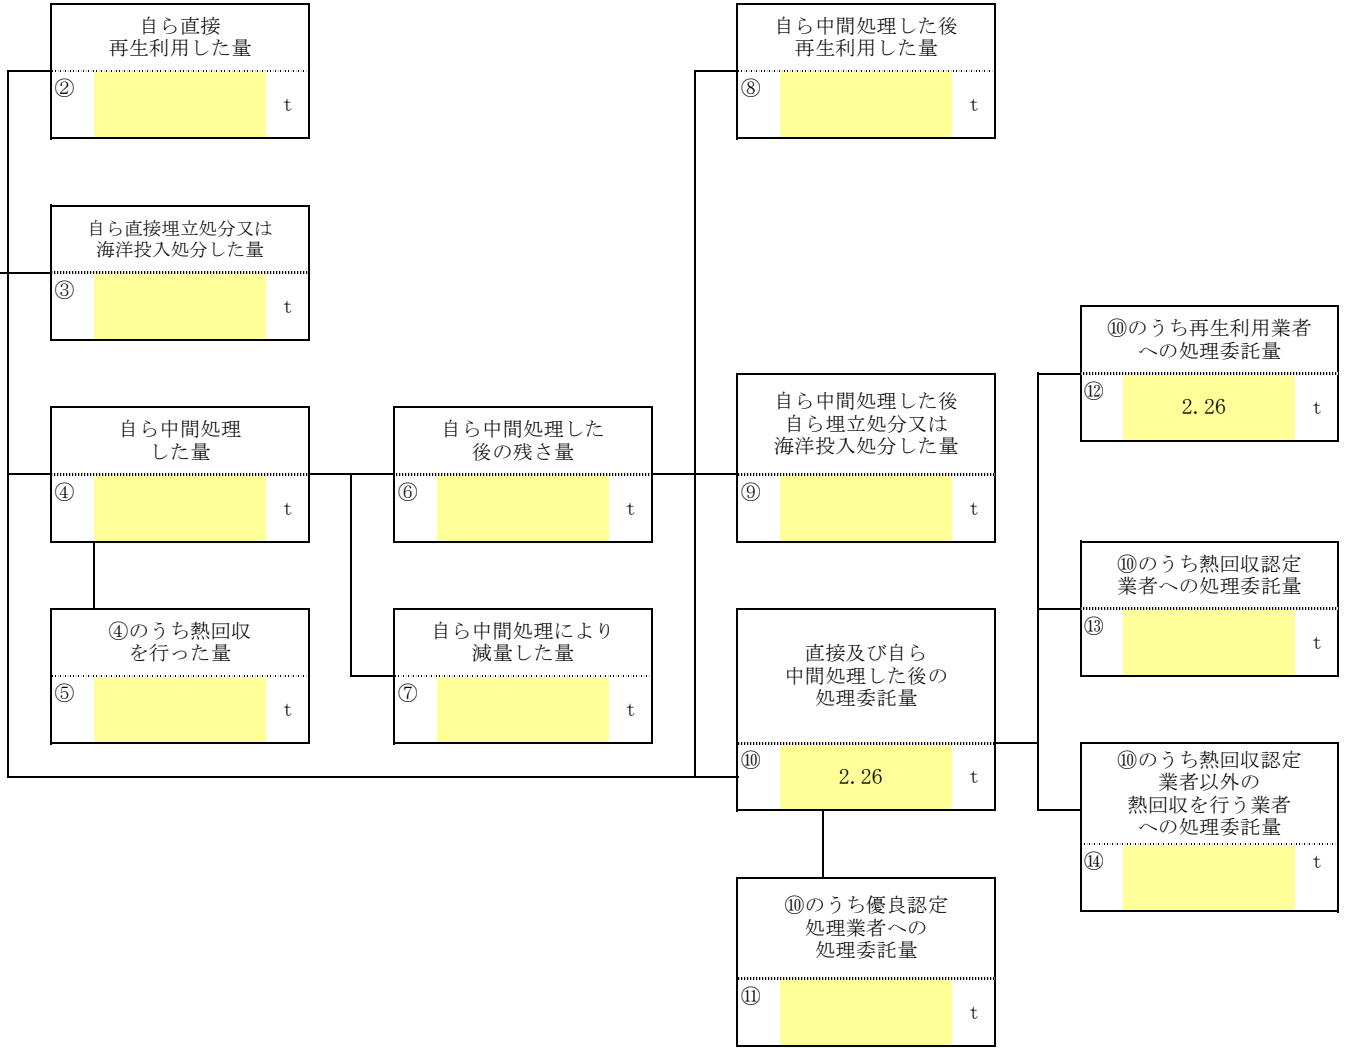 自ら直接
再生利用した量
②
t
自ら直接埋立処分又は
海洋投入処分した量
③
t
自ら中間処理
した量
④
t
④のうち熱回収
を行った量
⑤
t
自ら中間処理した
後の残さ量
⑥
t
自ら中間処理により
減量した量
⑦
t
自ら中間処理した後
再生利用した量
⑧
t
自ら中間処理した後
自ら埋立処分又は
海洋投入処分した量
⑨
t
直接及び自ら
中間処理した後の
処理委託量
⑩ 2.26 t
⑩のうち優良認定
処理業者への
処理委託量
⑪
t
⑩のうち再生利用業者
への処理委託量
⑫ 2.26 t
⑩のうち熱回収認定
業者への処理委託量
⑬
t
⑩のうち熱回収認定
業者以外の
熱回収を行う業者
への処理委託量
⑭
t